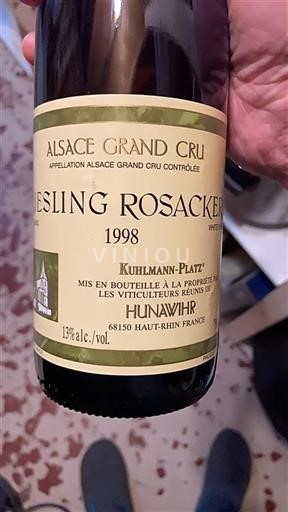 ALSACE GRAND CRU
APPELLATION ALSACE GRAND CRU CONTRÔLÉE
ESLING ROSACKER
WHITE
1998
VINIOU
KUHLMANN-PLATZ
MIS EN BOUTEILLE À LA PROPRIÉTÉ PAR
LES VITICULTEURS RÉUNIS DE
HUNAWIHR
68150 HAUT-RHIN FRANCE
13% alc./vol.